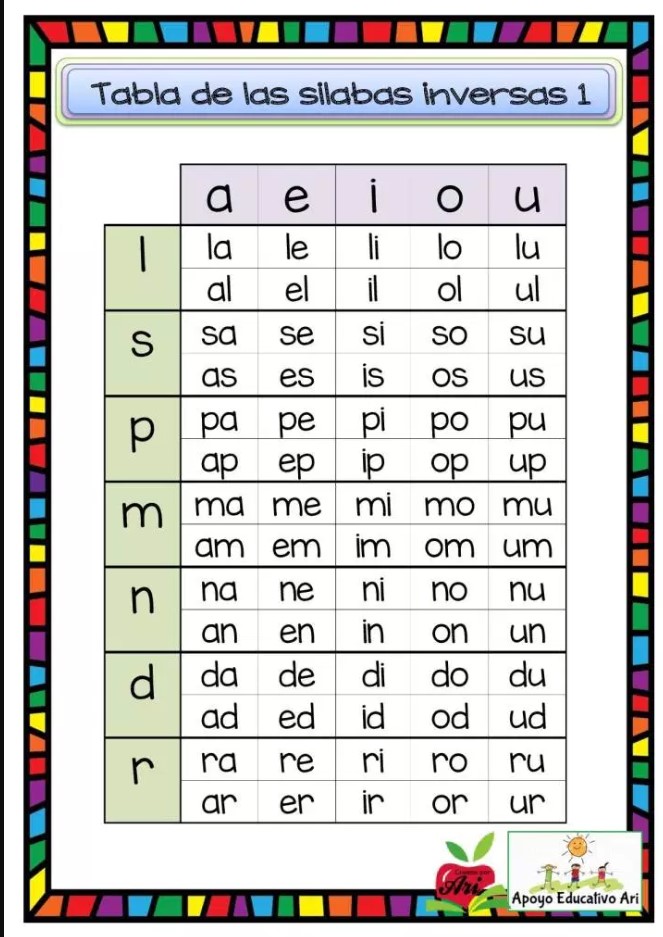 Tabla de las silabas inversas 1
a e i o u
l
la le li lo lu
al el il ol ul
s
sa se si so su
as es is os us
p
pa pe pi po pu
ap ep ip op up
m
ma me mi mo mu
am em im om um
n
na ne ni no nu
an en in on un
d
da de di do du
ad ed id od ud
r
ra re ri ro ru
ar er ir or ur
Ari
Apoyo Educativo Ari